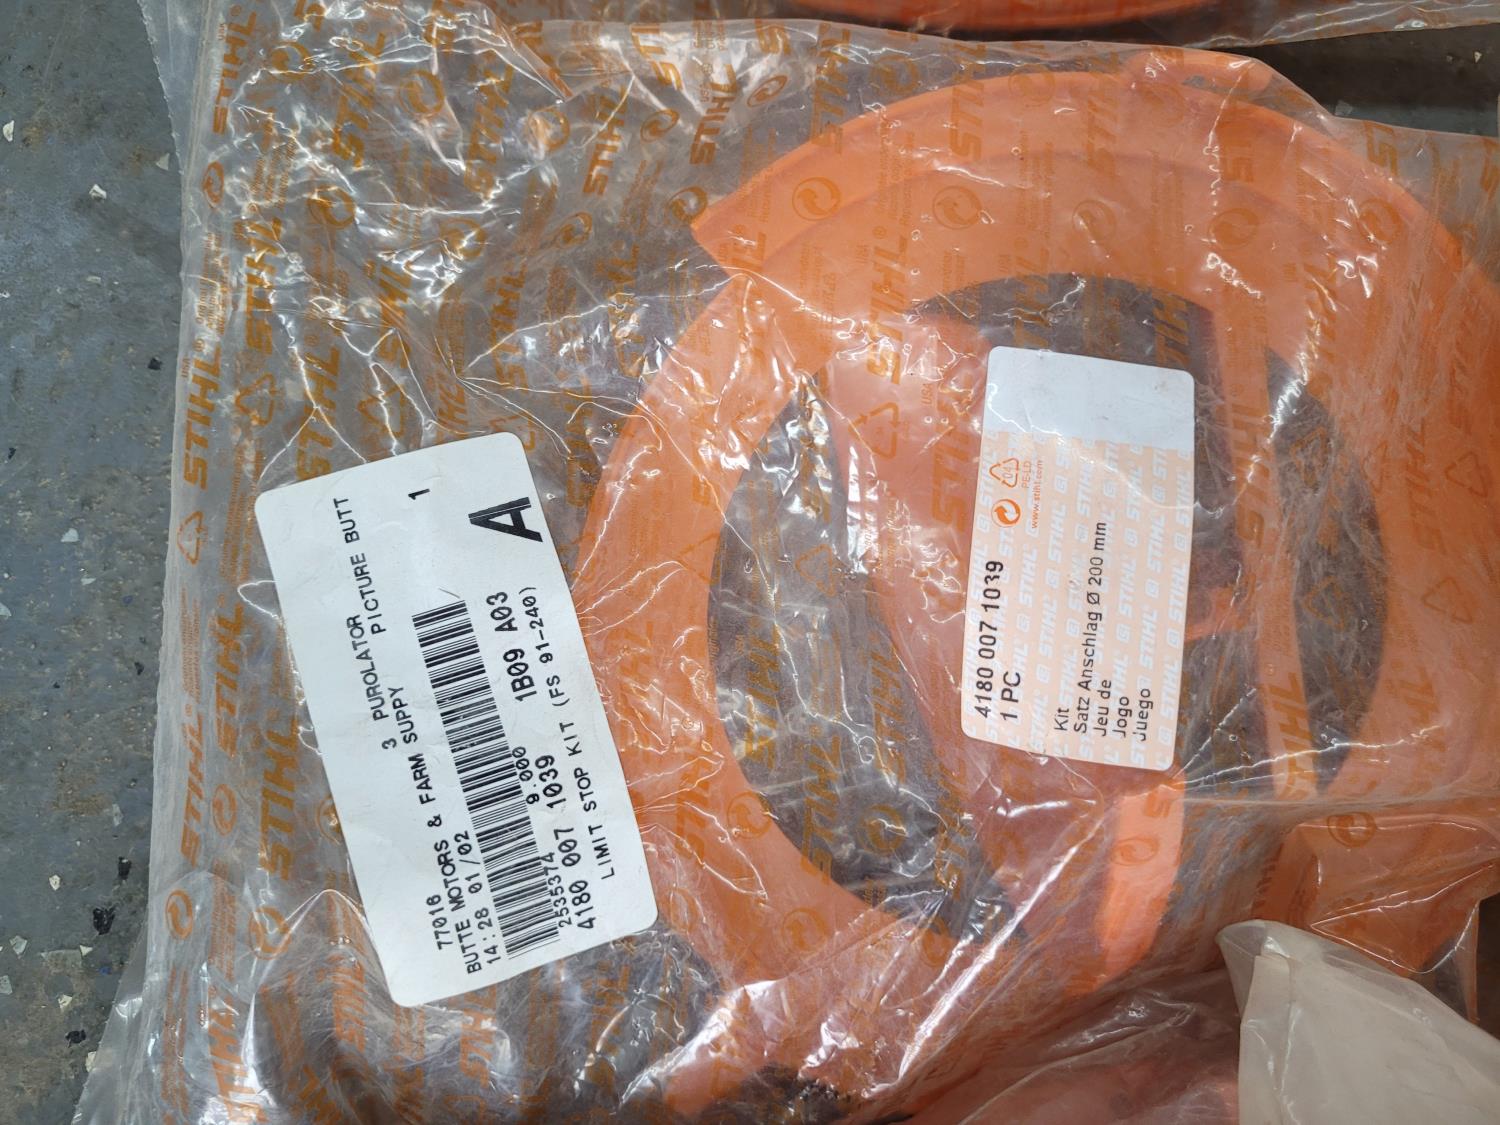 3 PUROLATOR
PICTURE BUTT
77016
BUTTE MOTORS & FARM SUPPLY
14:28 01/02
1
A
9.000
2535374
1B09 A03
4180 007 1039
LIMIT STOP KIT (FS 91-240)
4180 007 1039
1 PC
Kit
Satz Anschlag Ø 200 mm
Jeu de
Jogo
Juego
04
PE-LD
www.stihl.com
STIHL